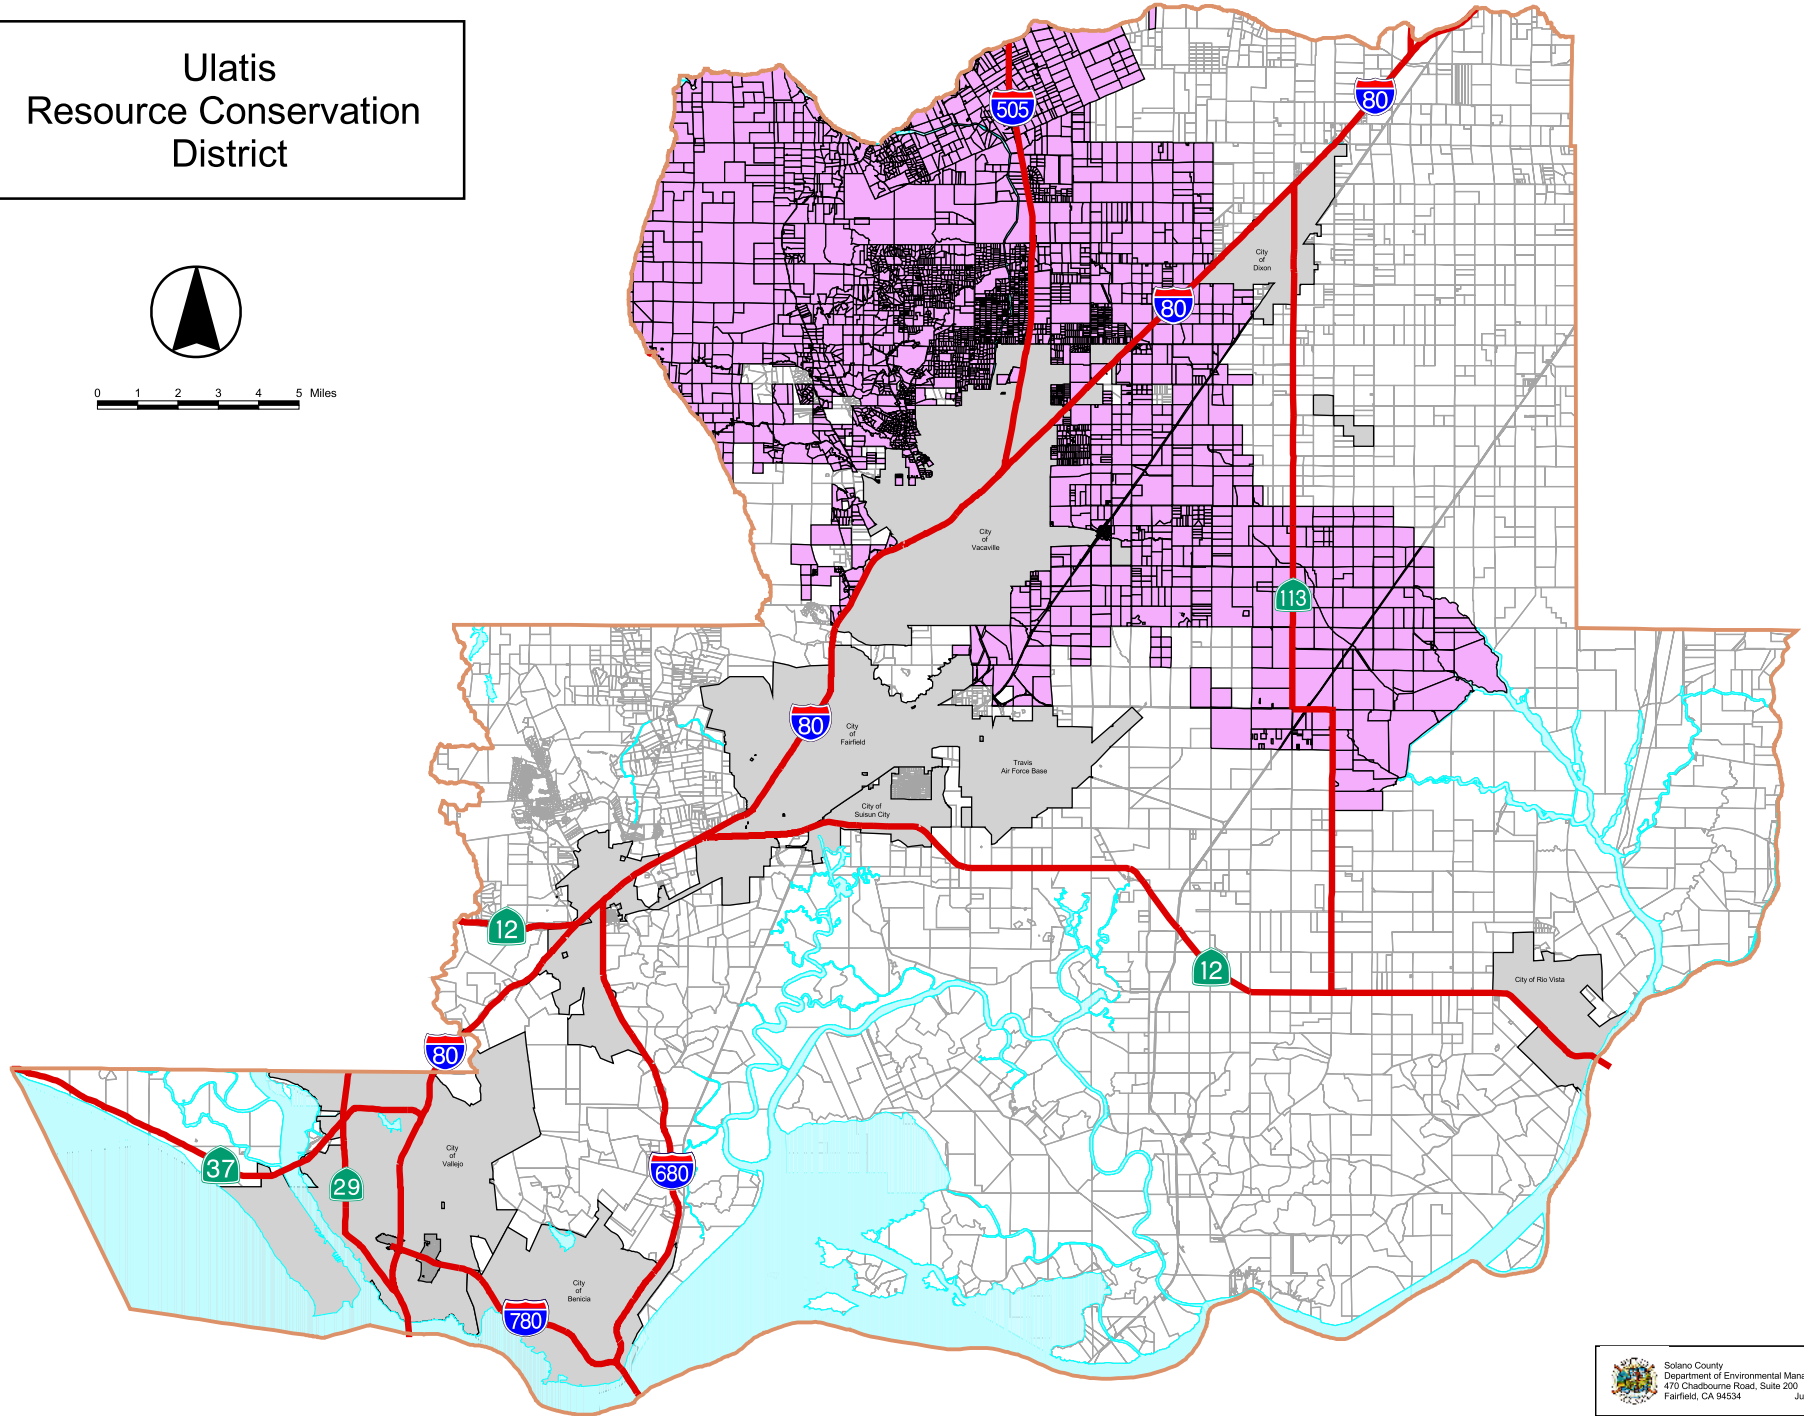 Ulatis
Resource Conservation
District
0 1 2 3 4 5 Miles
505
80
City
of
Dixon
80
City
of
Vacaville
113
80
City
of
Fairfield
Travis
Air Force Base
City of
Suisun City
12
12
City of Rio Vista
80
City
of
Vallejo
37
29
680
City
of
Benicia
780
Solano County
Department of Environmental Mana
470 Chadbourne Road, Suite 200
Fairfield, CA 94534 Ju